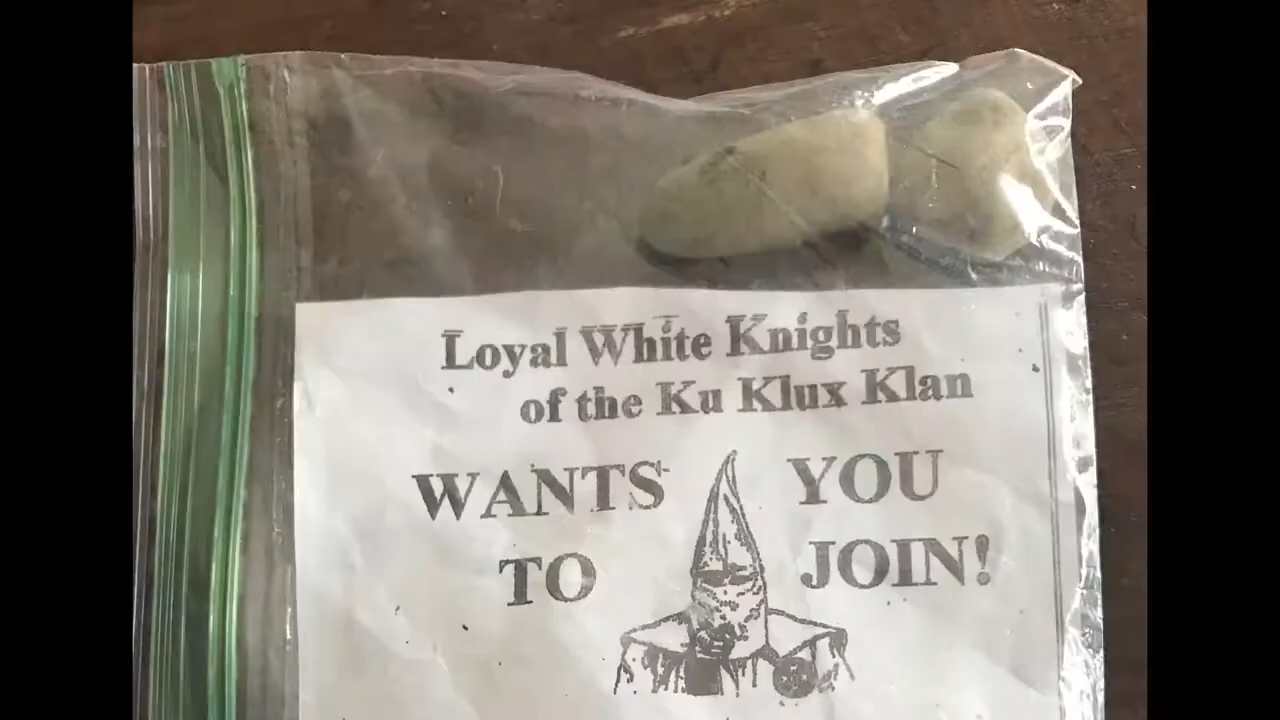 Loyal White Knights
of the Ku Klux Klan
WANTS YOU
TO JOIN!